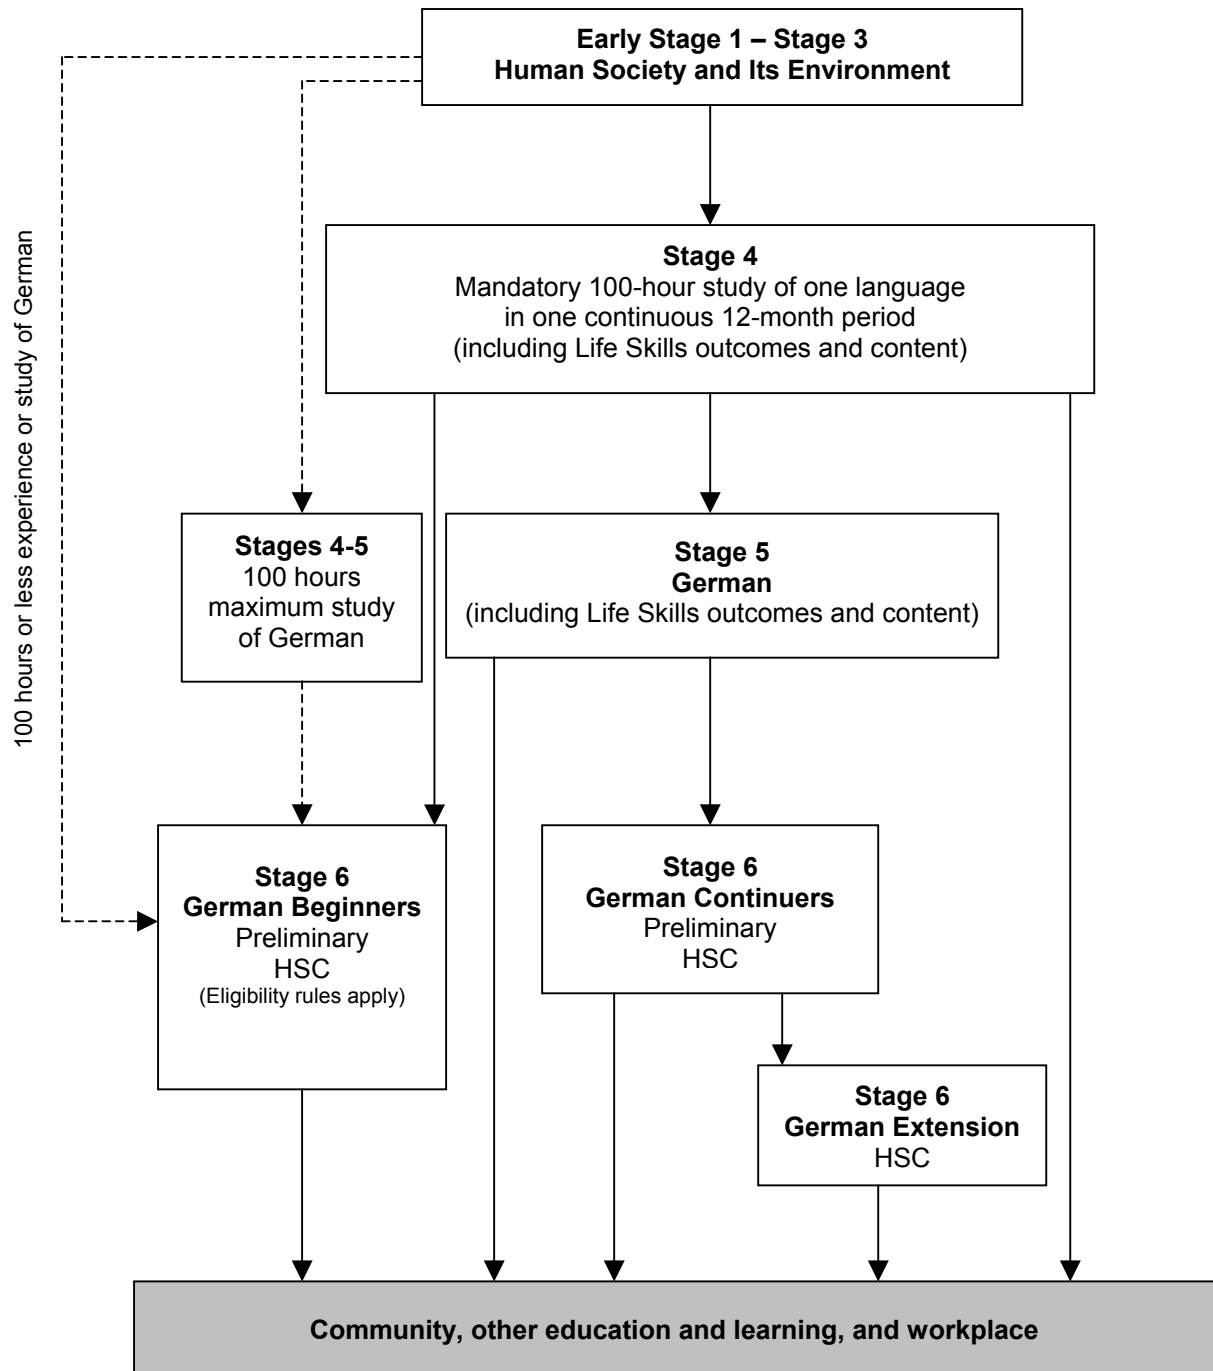 Early Stage 1 – Stage 3
Human Society and Its Environment
100 hours or less experience or study of German
Stage 4
Mandatory 100-hour study of one language
in one continuous 12-month period
(including Life Skills outcomes and content)
Stages 4-5
100 hours
maximum study
of German
Stage 5
German
(including Life Skills outcomes and content)
Stage 6
German Beginners
Preliminary
HSC
(Eligibility rules apply)
Stage 6
German Continuers
Preliminary
HSC
Stage 6
German Extension
HSC
Community, other education and learning, and workplace